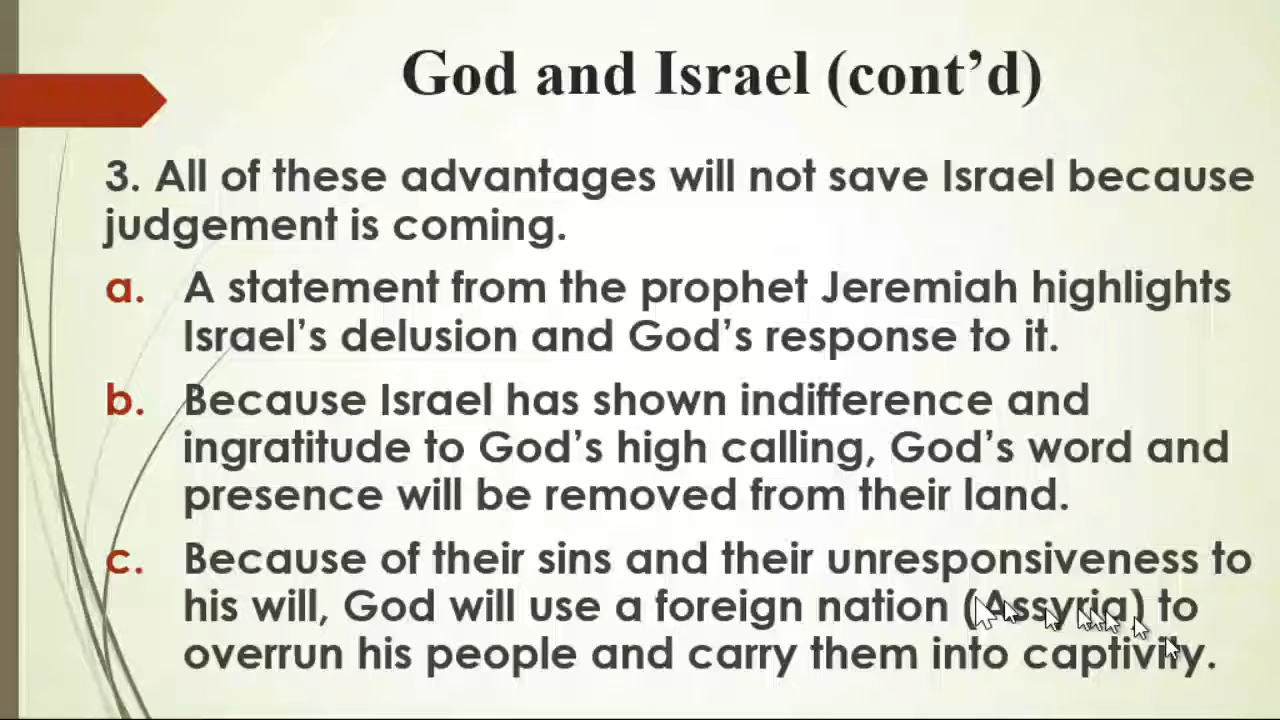 God and Israel (cont’d)
3. All of these advantages will not save Israel because
judgement is coming.
a. A statement from the prophet Jeremiah highlights
Israel’s delusion and God’s response to it.
b. Because Israel has shown indifference and
ingratitude to God’s high calling, God’s word and
presence will be removed from their land.
c. Because of their sins and their unresponsiveness to
his will, God will use a foreign nation (Assyria) to
overrun his people and carry them into captivity.